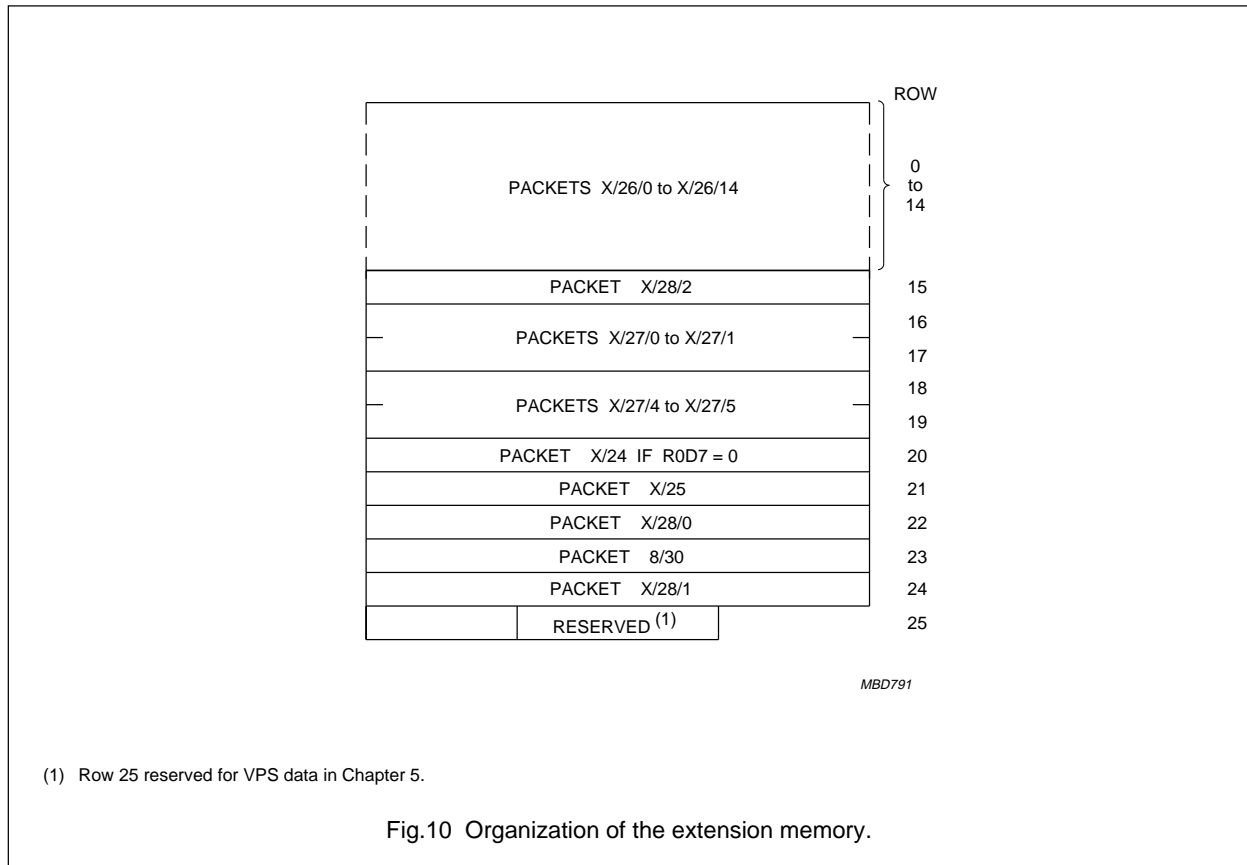 ROW
PACKETS X/26/0 to X/26/14
0
to
14
PACKET X/28/2 15
PACKETS X/27/0 to X/27/1
16
17
PACKETS X/27/4 to X/27/5
18
19
PACKET X/24 IF R0D7 = 0 20
PACKET X/25 21
PACKET X/28/0 22
PACKET 8/30 23
PACKET X/28/1 24
RESERVED (1) 25
MBD791
(1) Row 25 reserved for VPS data in Chapter 5.
Fig.10 Organization of the extension memory.